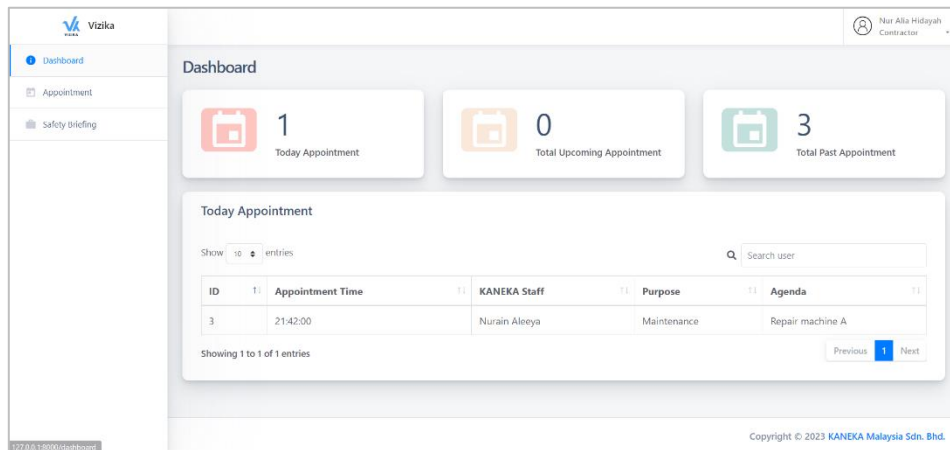 VIZIKA
Vizika
Nur Alia Hidayah
Contractor
Dashboard
Appointment
Safety Briefing
Dashboard
1
Today Appointment
0
Total Upcoming Appointment
3
Total Past Appointment
Today Appointment
Show 10 entries
Search user
ID Appointment Time KANEKA Staff Purpose Agenda
3 21:42:00 Nurain Aleeya Maintenance Repair machine A
Showing 1 to 1 of 1 entries
Previous 1 Next
Copyright © 2023 KANEKA Malaysia Sdn. Bhd.
127.0.0.1:8000/dashboard